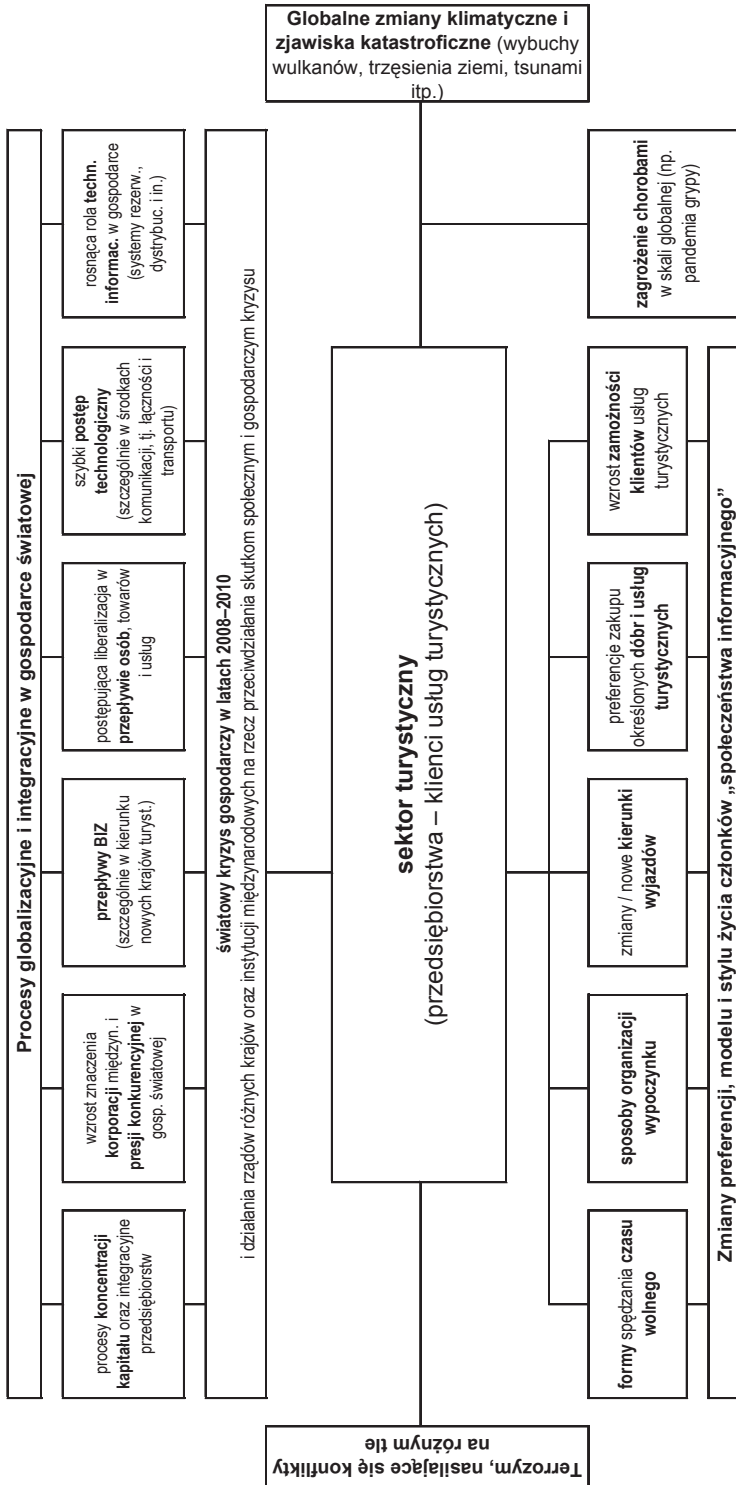 Procesy globalizacyjne i integracyjne w gospodarce światowej
procesy koncentracji
kapitału oraz integracyjne
przedsiębiorstw
wzrost znaczenia
korporacji międzyn. i
presji konkurencyjnej w
gosp. światowej
przepływy BIZ
(szczególnie w kierunku
nowych krajów turyst.)
postępująca liberalizacja w
przepływie osób, towarów
i usług
szybki postęp
technologiczny
(szczególnie w środkach
komunikacji, tj. łączności i
transportu)
rosnąca rola techn.
informac. w gospodarce
(systemy rezerw.,
dystrybuc. i in.)
światowy kryzys gospodarczy w latach 2008–2010
i działania rządów różnych krajów oraz instytucji międzynarodowych na rzecz przeciwdziałania skutkom społecznym i gospodarczym kryzysu
Terrozym, nasilające się konflikty
na różnym tle
sektor turystyczny
(przedsiębiorstwa – klienci usług turystycznych)
Globalne zmiany klimatyczne i
zjawiska katastroficzne (wybuchy
wulkanów, trzęsienia ziemi, tsunami
itp.)
formy spędzania czasu
wolnego
sposoby organizacji
wypoczynku
zmiany / nowe kierunki
wyjazdów
preferencje zakupu
określonych dóbr i usług
turystycznych
wzrost zamożności
klientów usług
turystycznych
zagrożenie chorobami
w skali globalnej (np.
pandemia grypy)
Zmiany preferencji, modelu i stylu życia członków „społeczeństwa informacyjnego”